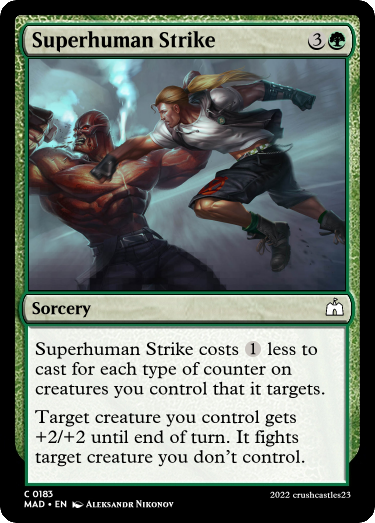 Superhuman Strike 3
Sorcery
Superhuman Strike costs 1 less to
cast for each type of counter on
creatures you control that it targets.
Target creature you control gets
+2/+2 until end of turn. It fights
target creature you don't control.
C 0183
MAD • EN Aleksandr Nikonov
2022 crushcastles23